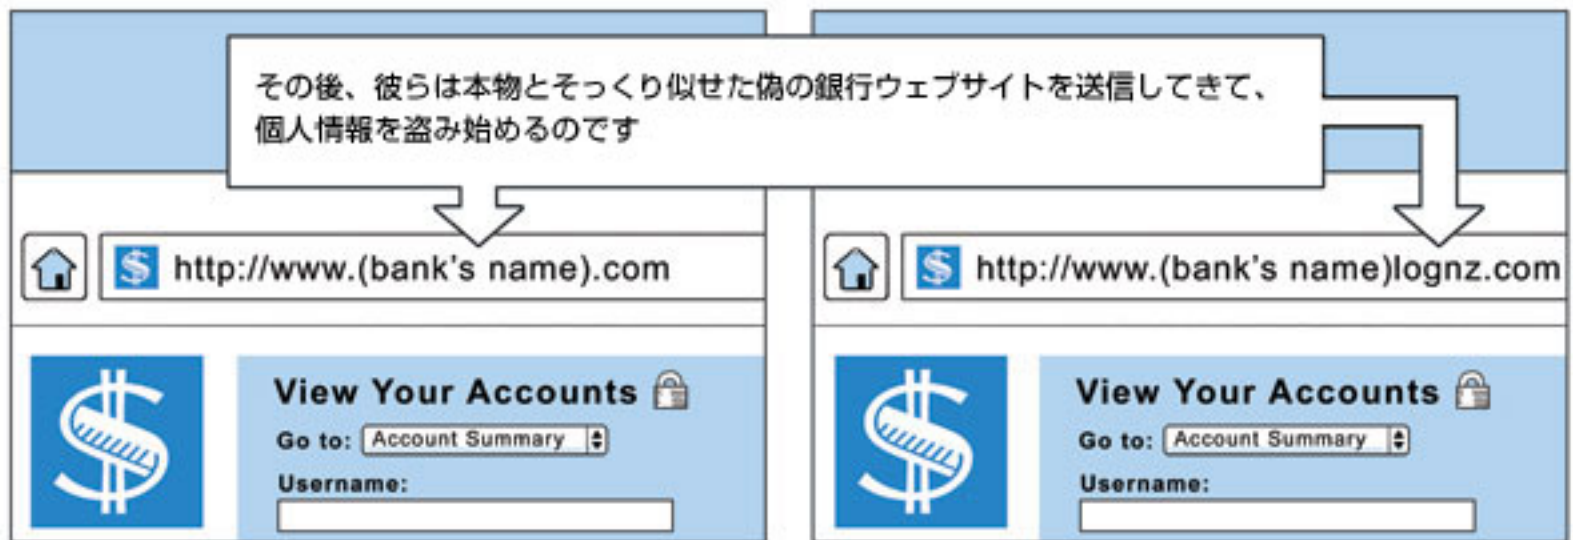 その後、彼らは本物とそっくり似せた偽の銀行ウェブサイトを送信してきて、
個人情報を盗み始めるのです
http://www.(bank's name).com
View Your Accounts
Go to: Account Summary
Username:
http://www.(bank's name)lognz.com
View Your Accounts
Go to: Account Summary
Username: